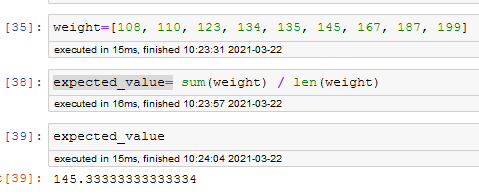 [35]: weight=[108, 110, 123, 134, 135, 145, 167, 187, 199]
executed in 15ms, finished 10:23:31 2021-03-22
[38]: expected_value= sum(weight) / len(weight)
executed in 16ms, finished 10:23:57 2021-03-22
[39]: expected_value
executed in 15ms, finished 10:24:04 2021-03-22
t[39]: 145.33333333333334